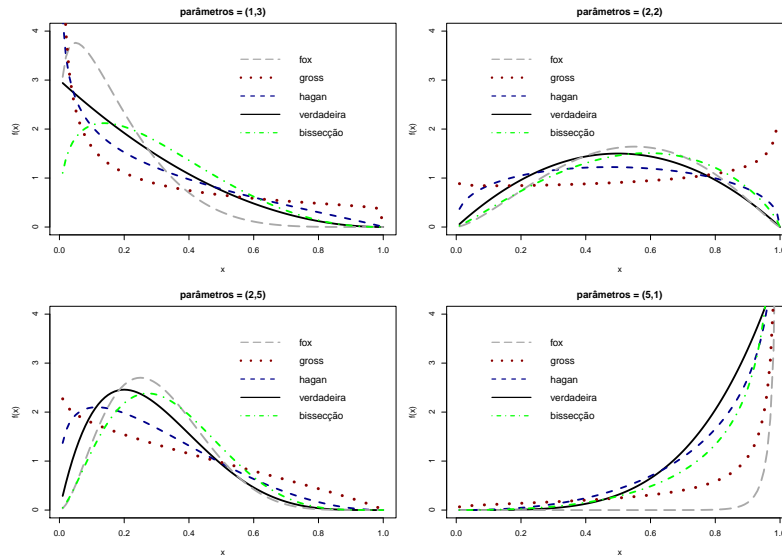 parâmetros = (1,3)
f(x)
4
3
2
1
0
0.0 0.2 0.4 0.6 0.8 1.0
x
fox
gross
hagan
verdadeira
bissecção
parâmetros = (2,2)
f(x)
4
3
2
1
0
0.0 0.2 0.4 0.6 0.8 1.0
x
fox
gross
hagan
verdadeira
bissecção
parâmetros = (2,5)
f(x)
4
3
2
1
0
0.0 0.2 0.4 0.6 0.8 1.0
x
fox
gross
hagan
verdadeira
bissecção
parâmetros = (5,1)
f(x)
4
3
2
1
0
0.0 0.2 0.4 0.6 0.8 1.0
x
fox
gross
hagan
verdadeira
bissecção